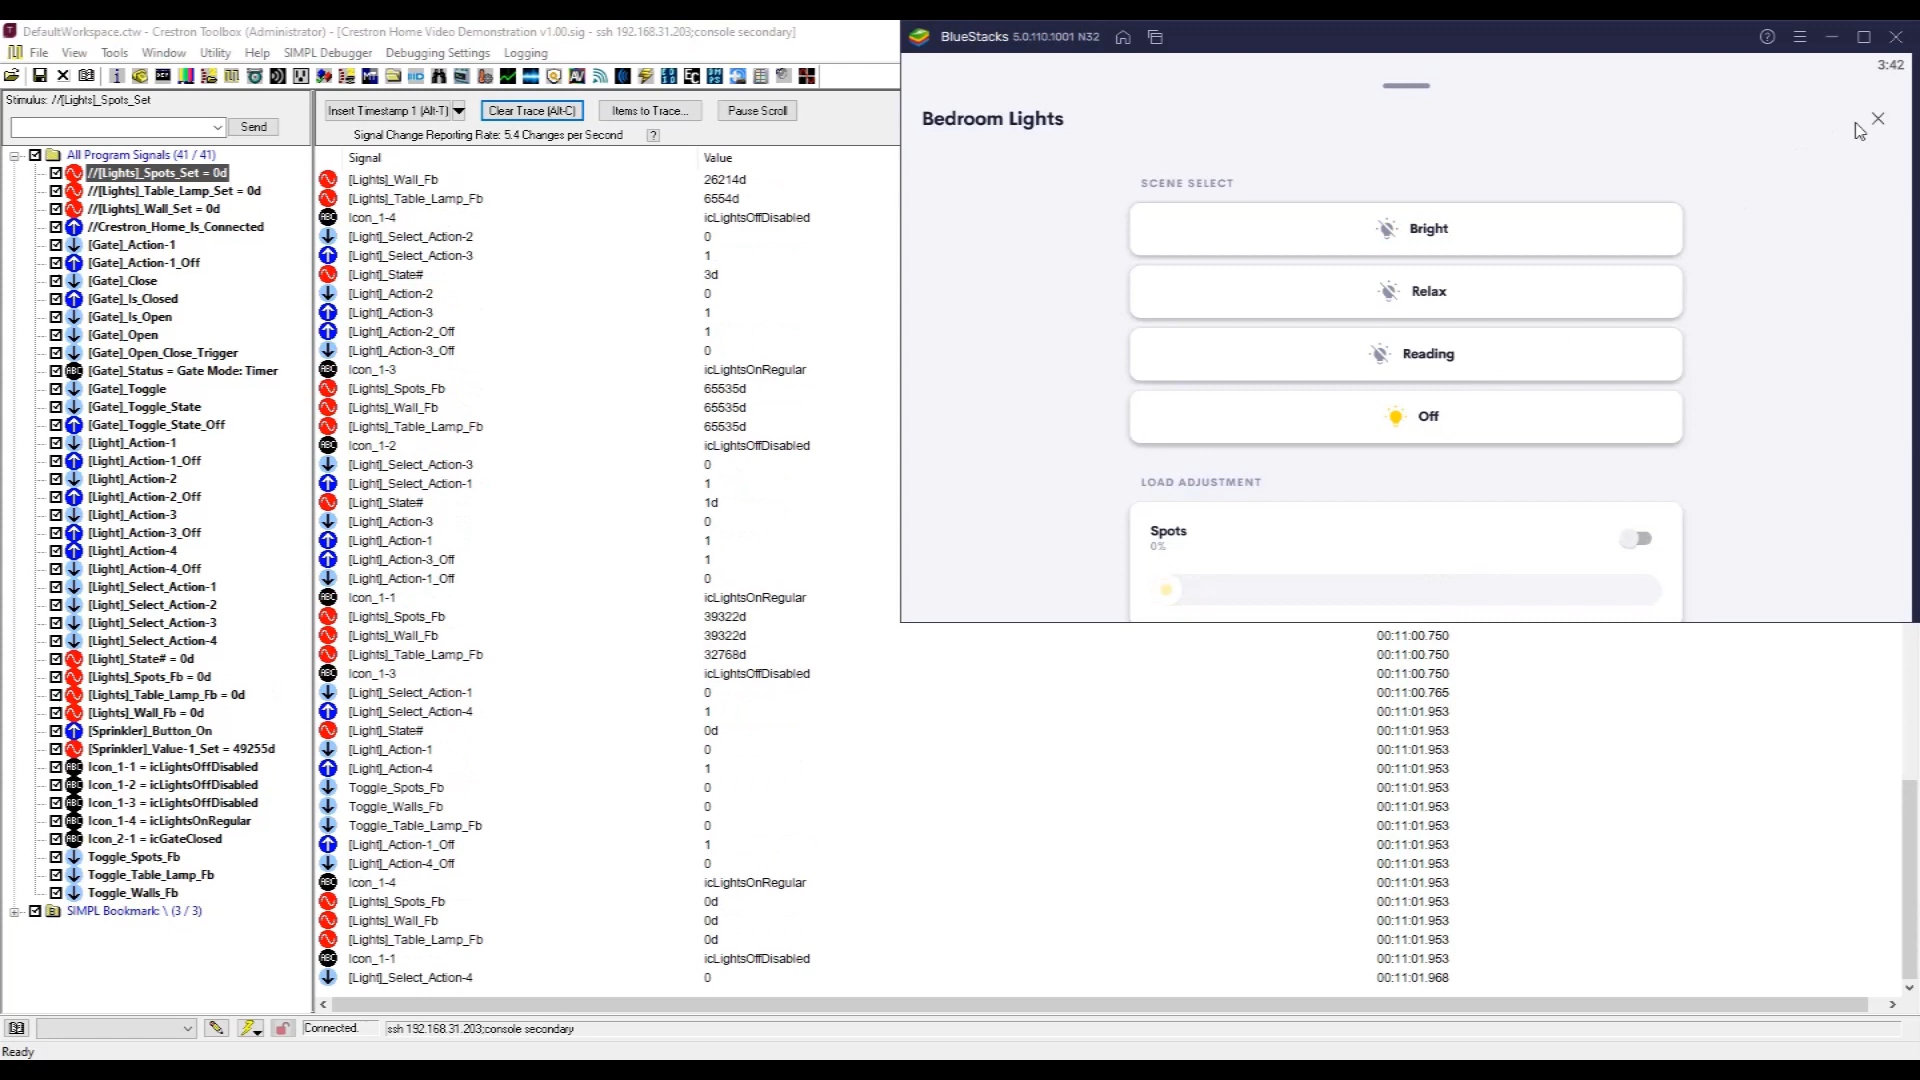 DefaultWorkspace.ctw - Crestron Toolbox (Administrator) - [Crestron Home Video Demonstration v1.00.sig - ssh 192.168.31.203;console secondary]
File View Tools Window Utility Help SIMPL Debugger Debugging Settings Logging
Stimulus: //[Lights]_Spots_Set
Send
All Program Signals (41 / 41)
//[Lights]_Spots_Set = 0d
//[Lights]_Table_Lamp_Set = 0d
//[Lights]_Wall_Set = 0d
//Crestron_Home_Is_Connected
[Gate]_Action-1
[Gate]_Action-1_Off
[Gate]_Close
[Gate]_Is_Closed
[Gate]_Is_Open
[Gate]_Open
[Gate]_Open_Close_Trigger
[Gate]_Status = Gate Mode: Timer
[Gate]_Toggle
[Gate]_Toggle_State
[Gate]_Toggle_State_Off
[Light]_Action-1
[Light]_Action-1_Off
[Light]_Action-2
[Light]_Action-2_Off
[Light]_Action-3
[Light]_Action-3_Off
[Light]_Action-4
[Light]_Action-4_Off
[Light]_Select_Action-1
[Light]_Select_Action-2
[Light]_Select_Action-3
[Light]_Select_Action-4
[Light]_State# = 0d
[Lights]_Spots_Fb = 0d
[Lights]_Table_Lamp_Fb = 0d
[Lights]_Wall_Fb = 0d
[Sprinkler]_Button_On
[Sprinkler]_Value-1_Set = 49255d
Icon_1-1 = icLightsOffDisabled
Icon_1-2 = icLightsOffDisabled
Icon_1-3 = icLightsOffDisabled
Icon_1-4 = icLightsOnRegular
Icon_2-1 = icGateClosed
Toggle_Spots_Fb
Toggle_Table_Lamp_Fb
Toggle_Walls_Fb
SIMPL Bookmark: \ (3 / 3)
Insert Timestamp 1 (Alt-T) Clear Trace (Alt-C) Items to Trace... Pause Scroll
Signal Change Reporting Rate: 5.4 Changes per Second ?
Signal Value
[Lights]_Wall_Fb 26214d
[Lights]_Table_Lamp_Fb 6554d
Icon_1-4 icLightsOffDisabled
[Light]_Select_Action-2 0
[Light]_Select_Action-3 1
[Light]_State# 3d
[Light]_Action-2 0
[Light]_Action-3 1
[Light]_Action-2_Off 1
[Light]_Action-3_Off 0
Icon_1-3 icLightsOnRegular
[Lights]_Spots_Fb 65535d
[Lights]_Wall_Fb 65535d
[Lights]_Table_Lamp_Fb 65535d
Icon_1-2 icLightsOffDisabled
[Light]_Select_Action-3 0
[Light]_Select_Action-1 1
[Light]_State# 1d
[Light]_Action-3 0
[Light]_Action-1 1
[Light]_Action-3_Off 1
[Light]_Action-1_Off 0
Icon_1-1 icLightsOnRegular
[Lights]_Spots_Fb 39322d
[Lights]_Wall_Fb 39322d 00:11:00.750
[Lights]_Table_Lamp_Fb 32768d 00:11:00.750
Icon_1-3 icLightsOffDisabled 00:11:00.750
[Light]_Select_Action-1 0 00:11:00.765
[Light]_Select_Action-4 1 00:11:01.953
[Light]_State# 0d 00:11:01.953
[Light]_Action-1 0 00:11:01.953
[Light]_Action-4 1 00:11:01.953
Toggle_Spots_Fb 0 00:11:01.953
Toggle_Walls_Fb 0 00:11:01.953
Toggle_Table_Lamp_Fb 0 00:11:01.953
[Light]_Action-1_Off 1 00:11:01.953
[Light]_Action-4_Off 0 00:11:01.953
Icon_1-4 icLightsOnRegular 00:11:01.953
[Lights]_Spots_Fb 0d 00:11:01.953
[Lights]_Wall_Fb 0d 00:11:01.953
[Lights]_Table_Lamp_Fb 0d 00:11:01.953
Icon_1-1 icLightsOffDisabled 00:11:01.953
[Light]_Select_Action-4 0 00:11:01.968
BlueStacks 5.0.110.1001 N32
3:42
Bedroom Lights
SCENE SELECT
Bright
Relax
Reading
Off
LOAD ADJUSTMENT
Spots
0%
Connected. ssh 192.168.31.203;console secondary
Ready